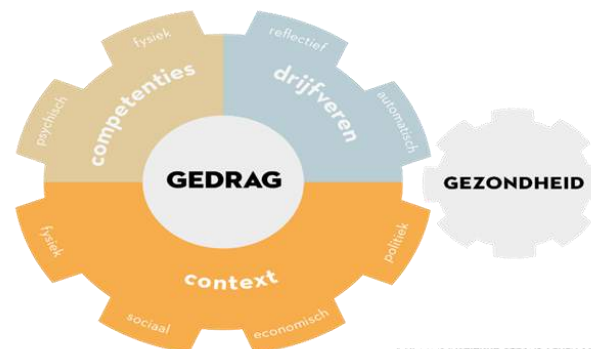 fysiek
reflectief
psychisch
competenties
drijfveren
automatisch
GEDRAG
GEZONDHEID
fysiek
context
politiek
sociaal
economisch